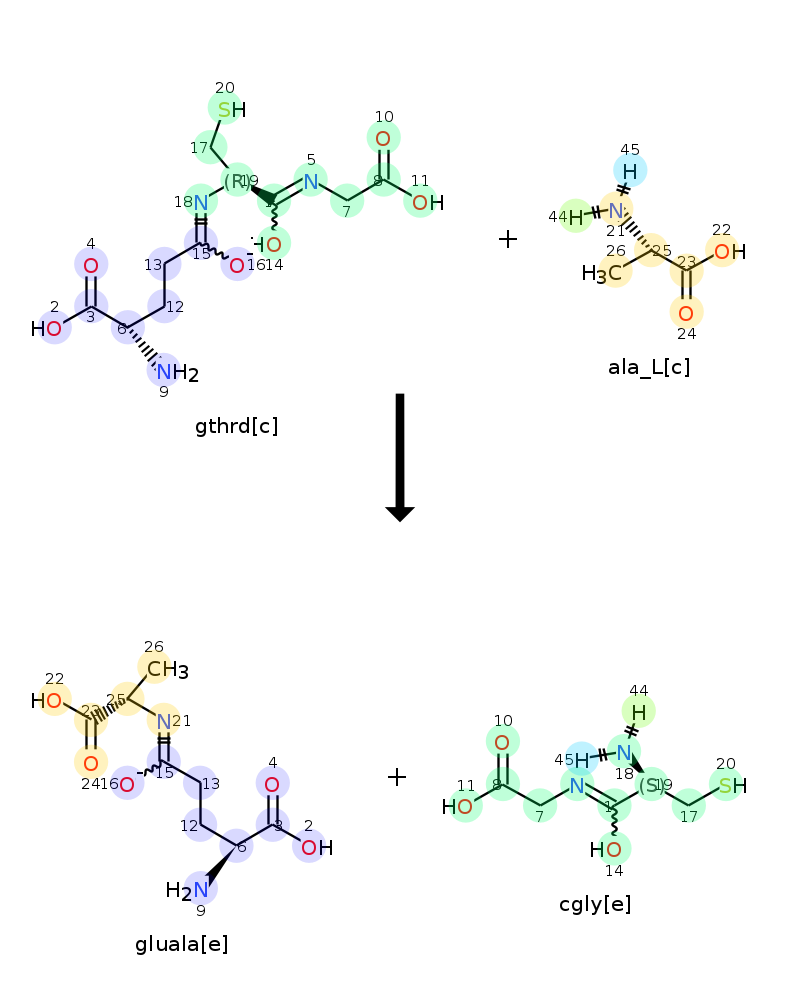 20
SH
17
(R)
19
5
N
10
O
8
11
OH
7
18
N
1
HO
14
4
O
13
15
O
-
16
2
HO
3
12
6
NH2
9
gthrd[c]
+
45
H
44
H
N
21
22
OH
26
25
H3C
23
O
24
ala_L[c]
26
CH3
22
HO
25
23
N
21
O
24
16
O
-
15
13
4
O
12
3
2
OH
6
H2N
9
gluala[e]
+
44
H
10
O
45
H
N
18
20
SH
11
HO
8
N
(S)
19
7
1
17
HO
14
cgly[e]